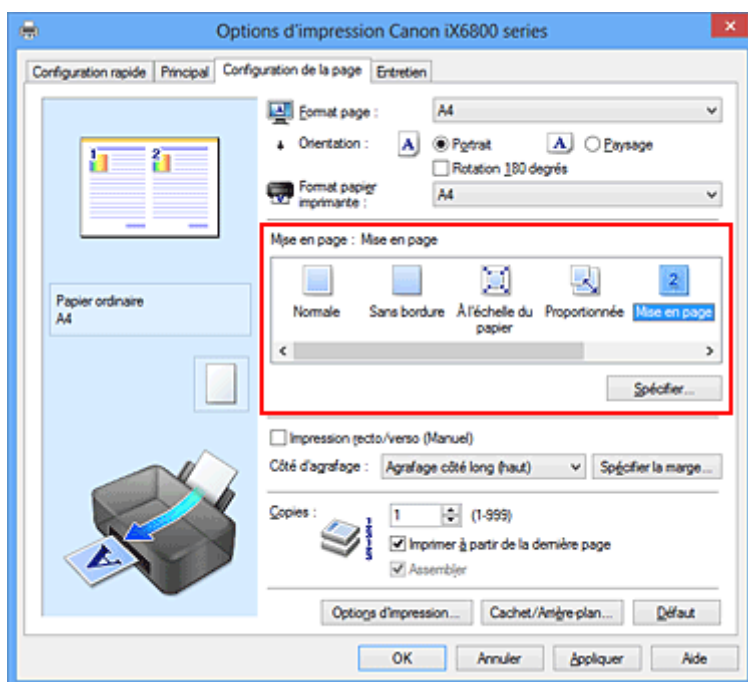 Options d'impression Canon iX6800 series
Configuration rapide Principal Configuration de la page Entretien
Format page : A4
Orientation : A Portrait A Paysage
Rotation 180 degrés
Format papier
imprimante : A4
1 2
Papier ordinaire
A4
Mise en page : Mise en page
2
Normale Sans bordure À l'échelle du papier Proportionnée Mise en page
Spécifier...
Impression recto/verso (Manuel)
Côté d'agrafage : Agrafage côté long (haut) Spécifier la marge...
Copies : 1 (1-999)
Imprimer à partir de la dernière page
Assembler
A
Options d'impression... Cachet/Arrière-plan... Défaut
OK Annuler Appliquer Aide